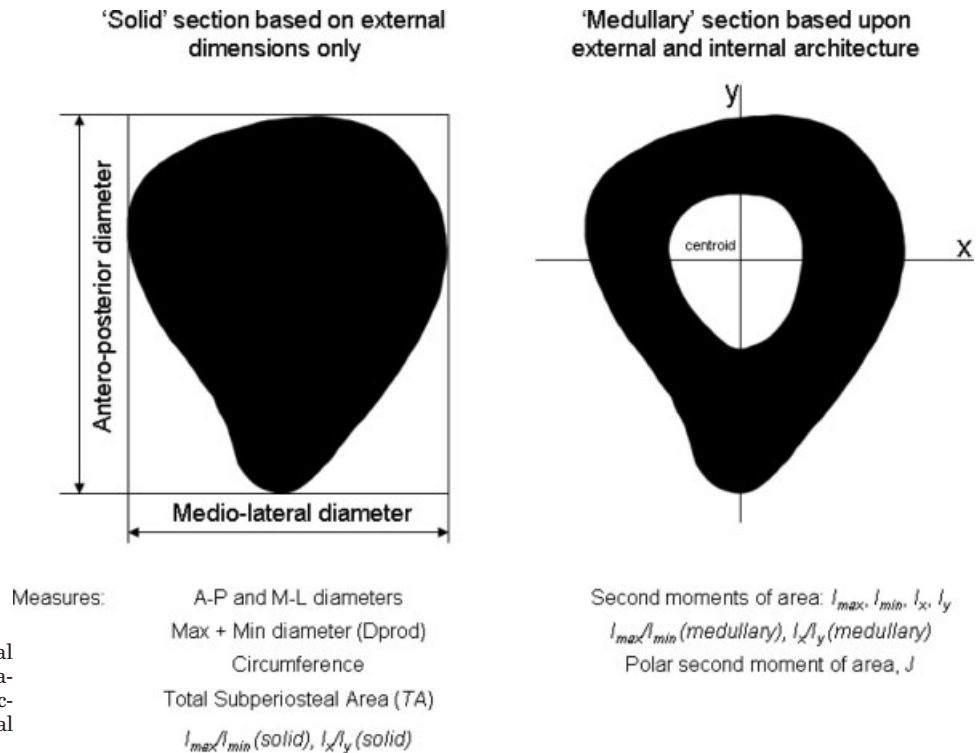 ‘Solid’ section based on external
dimensions only
‘Medullary’ section based upon
external and internal architecture
Antero-posterior diameter
Medio-lateral diameter
y
centroid
x
Measures:
A-P and M-L diameters
Max + Min diameter (Dprod)
Circumference
Total Subperiosteal Area (TA)
Imax/Imin (solid), Ix/Iy (solid)
Second moments of area: Imax, Imin, Ix, Iy
Imax/Imin (medullary), Ix/Iy (medullary)
Polar second moment of area, J
al
a-
c-
al